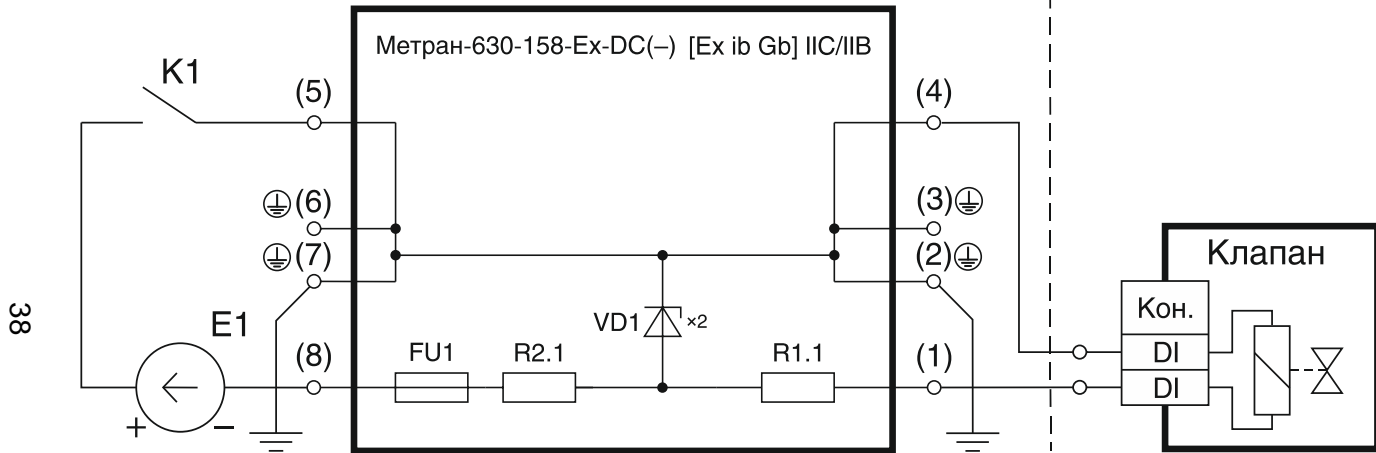 Метран-630-158-Ex-DC(–) [Ex ib Gb] IIC/IIB
K1
(5)
(4)
(6)
(3)
(7)
(2)
Клапан
Кон.
DI
DI
VD1
×2
E1
(8)
FU1
R2.1
R1.1
(1)
+
–
38